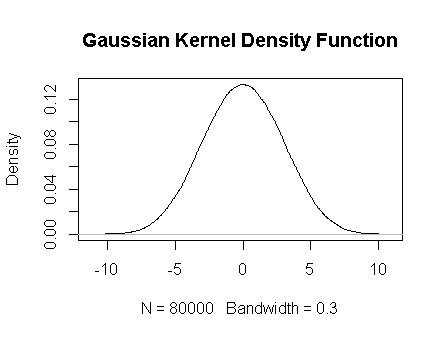 Gaussian Kernel Density Function
Density
0.12
0.08
0.04
0.00
-10 -5 0 5 10
N = 80000 Bandwidth = 0.3